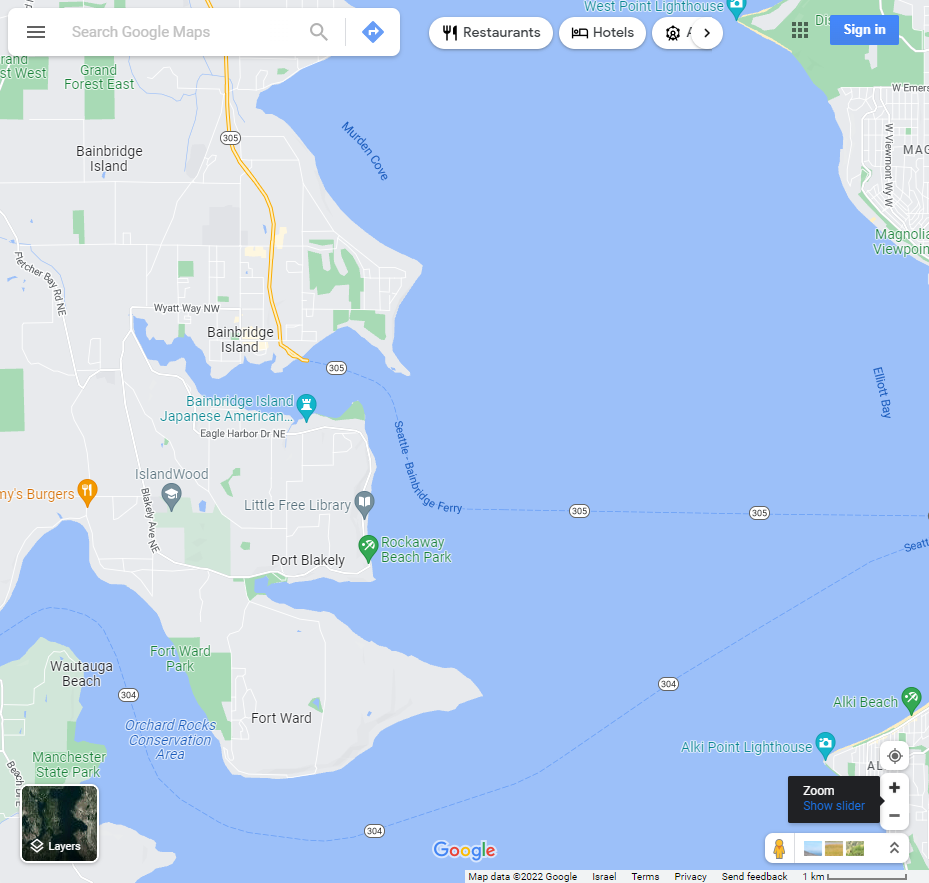 Search Google Maps
Restaurants
Hotels
Sign in
West Point Lighthouse
Grand
Forest East
st West
W Emers
305
Murden Cove
Bainbridge
Island
W Viewmont Wy W
MAG
Magnolia
Viewpoin
Fletcher Bay Rd NE
Wyatt Way NW
Bainbridge
Island
305
Elliott Bay
Bainbridge Island
Japanese American...
Eagle Harbor Dr NE
Seattle - Bainbridge Ferry
IslandWood
my's Burgers
Blakely Ave NE
Little Free Library
305
305
Rockaway
Beach Park
Port Blakely
Seatt
Fort Ward
Park
Wautauga
Beach
304
304
Fort Ward
Orchard Rocks
Conservation
Area
Alki Beach
Alki Point Lighthouse
Manchester
State Park
Beach Dr E
AL
Zoom
Show slider
Layers
304
Google
Map data ©2022 Google
Israel
Terms
Privacy
Send feedback
1 km